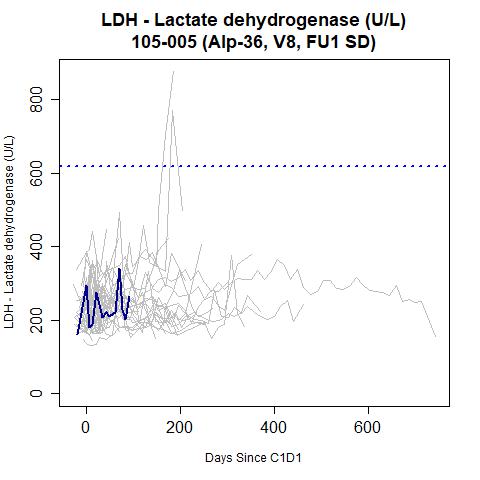 LDH - Lactate dehydrogenase (U/L)
105-005 (Alp-36, V8, FU1 SD)
LDH - Lactate dehydrogenase (U/L)
800
600
400
200
0
0 200 400 600
Days Since C1D1